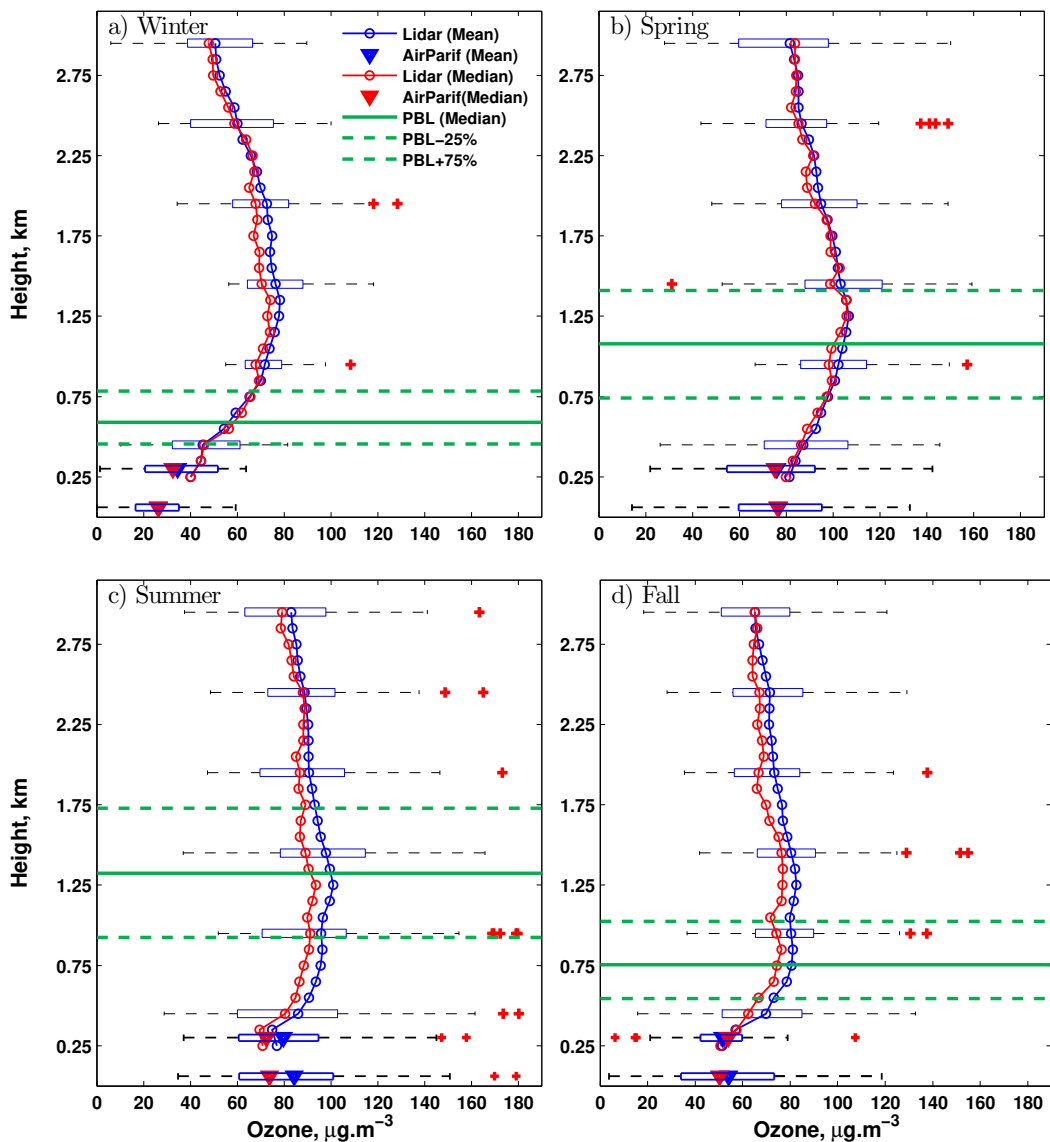 a) Winter
Lidar (Mean)
AirParif (Mean)
Lidar (Median)
AirParif(Median)
PBL (Median)
PBL−25%
PBL+75%
Height, km
2.75
2.25
1.75
1.25
0.75
0.25
0 20 40 60 80 100 120 140 160 180
b) Spring
2.75
2.25
1.75
1.25
0.75
0.25
0 20 40 60 80 100 120 140 160 180
c) Summer
Height, km
2.75
2.25
1.75
1.25
0.75
0.25
0 20 40 60 80 100 120 140 160 180
Ozone, μg.m−3
d) Fall
2.75
2.25
1.75
1.25
0.75
0.25
0 20 40 60 80 100 120 140 160 180
Ozone, μg.m−3